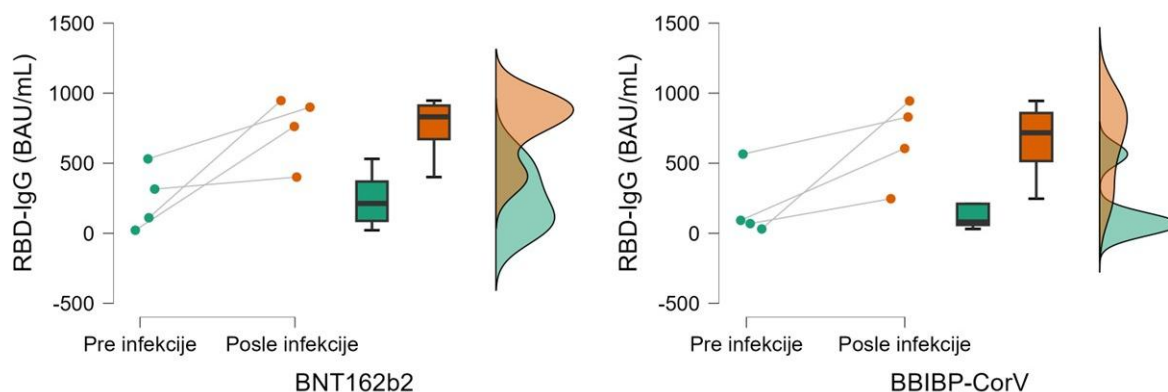 RBD-IgG (BAU/mL)
1500
1000
500
0
-500
Pre infekcije
Posle infekcije
BNT162b2
RBD-IgG (BAU/mL)
1500
1000
500
0
-500
Pre infekcije
Posle infekcije
BBIBP-CorV